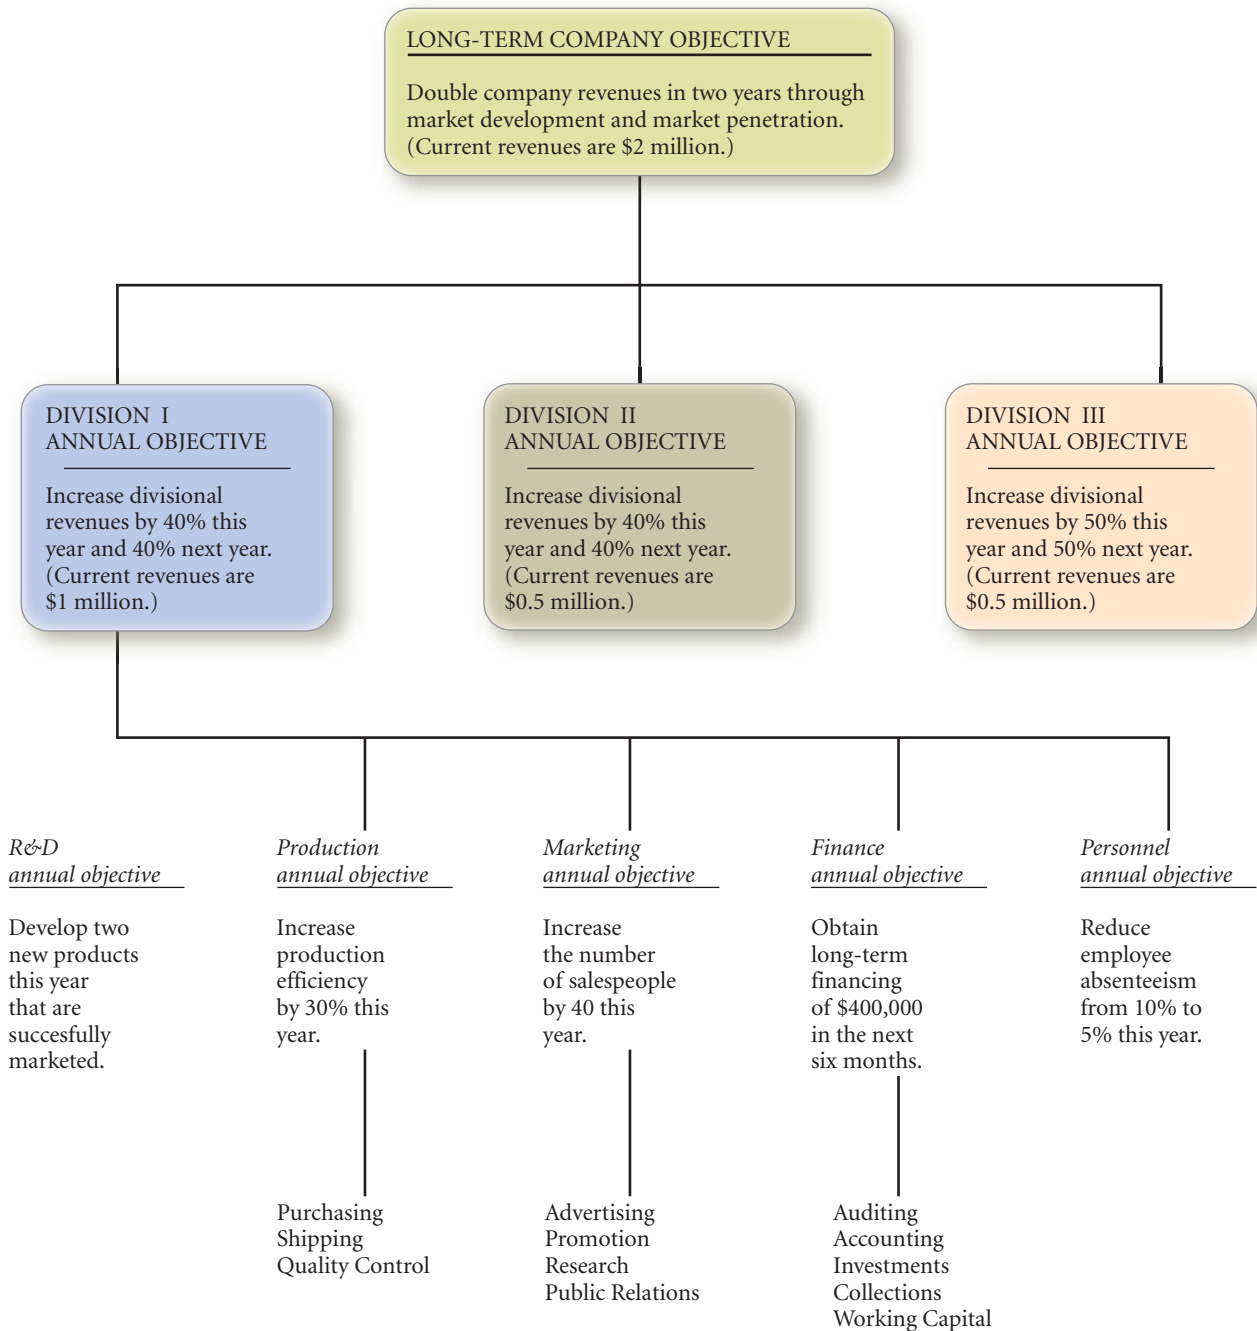 LONG-TERM COMPANY OBJECTIVE
Double company revenues in two years through
market development and market penetration.
(Current revenues are $2 million.)
DIVISION I
ANNUAL OBJECTIVE
Increase divisional
revenues by 40% this
year and 40% next year.
(Current revenues are
$1 million.)
DIVISION II
ANNUAL OBJECTIVE
Increase divisional
revenues by 40% this
year and 40% next year.
(Current revenues are
$0.5 million.)
DIVISION III
ANNUAL OBJECTIVE
Increase divisional
revenues by 50% this
year and 50% next year.
(Current revenues are
$0.5 million.)
R&D
annual objective
Develop two
new products
this year
that are
succesfully
marketed.
Production
annual objective
Increase
production
efficiency
by 30% this
year.
Purchasing
Shipping
Quality Control
Marketing
annual objective
Increase
the number
of salespeople
by 40 this
year.
Advertising
Promotion
Research
Public Relations
Finance
annual objective
Obtain
long-term
financing
of $400,000
in the next
six months.
Auditing
Accounting
Investments
Collections
Working Capital
Personnel
annual objective
Reduce
employee
absenteeism
from 10% to
5% this year.